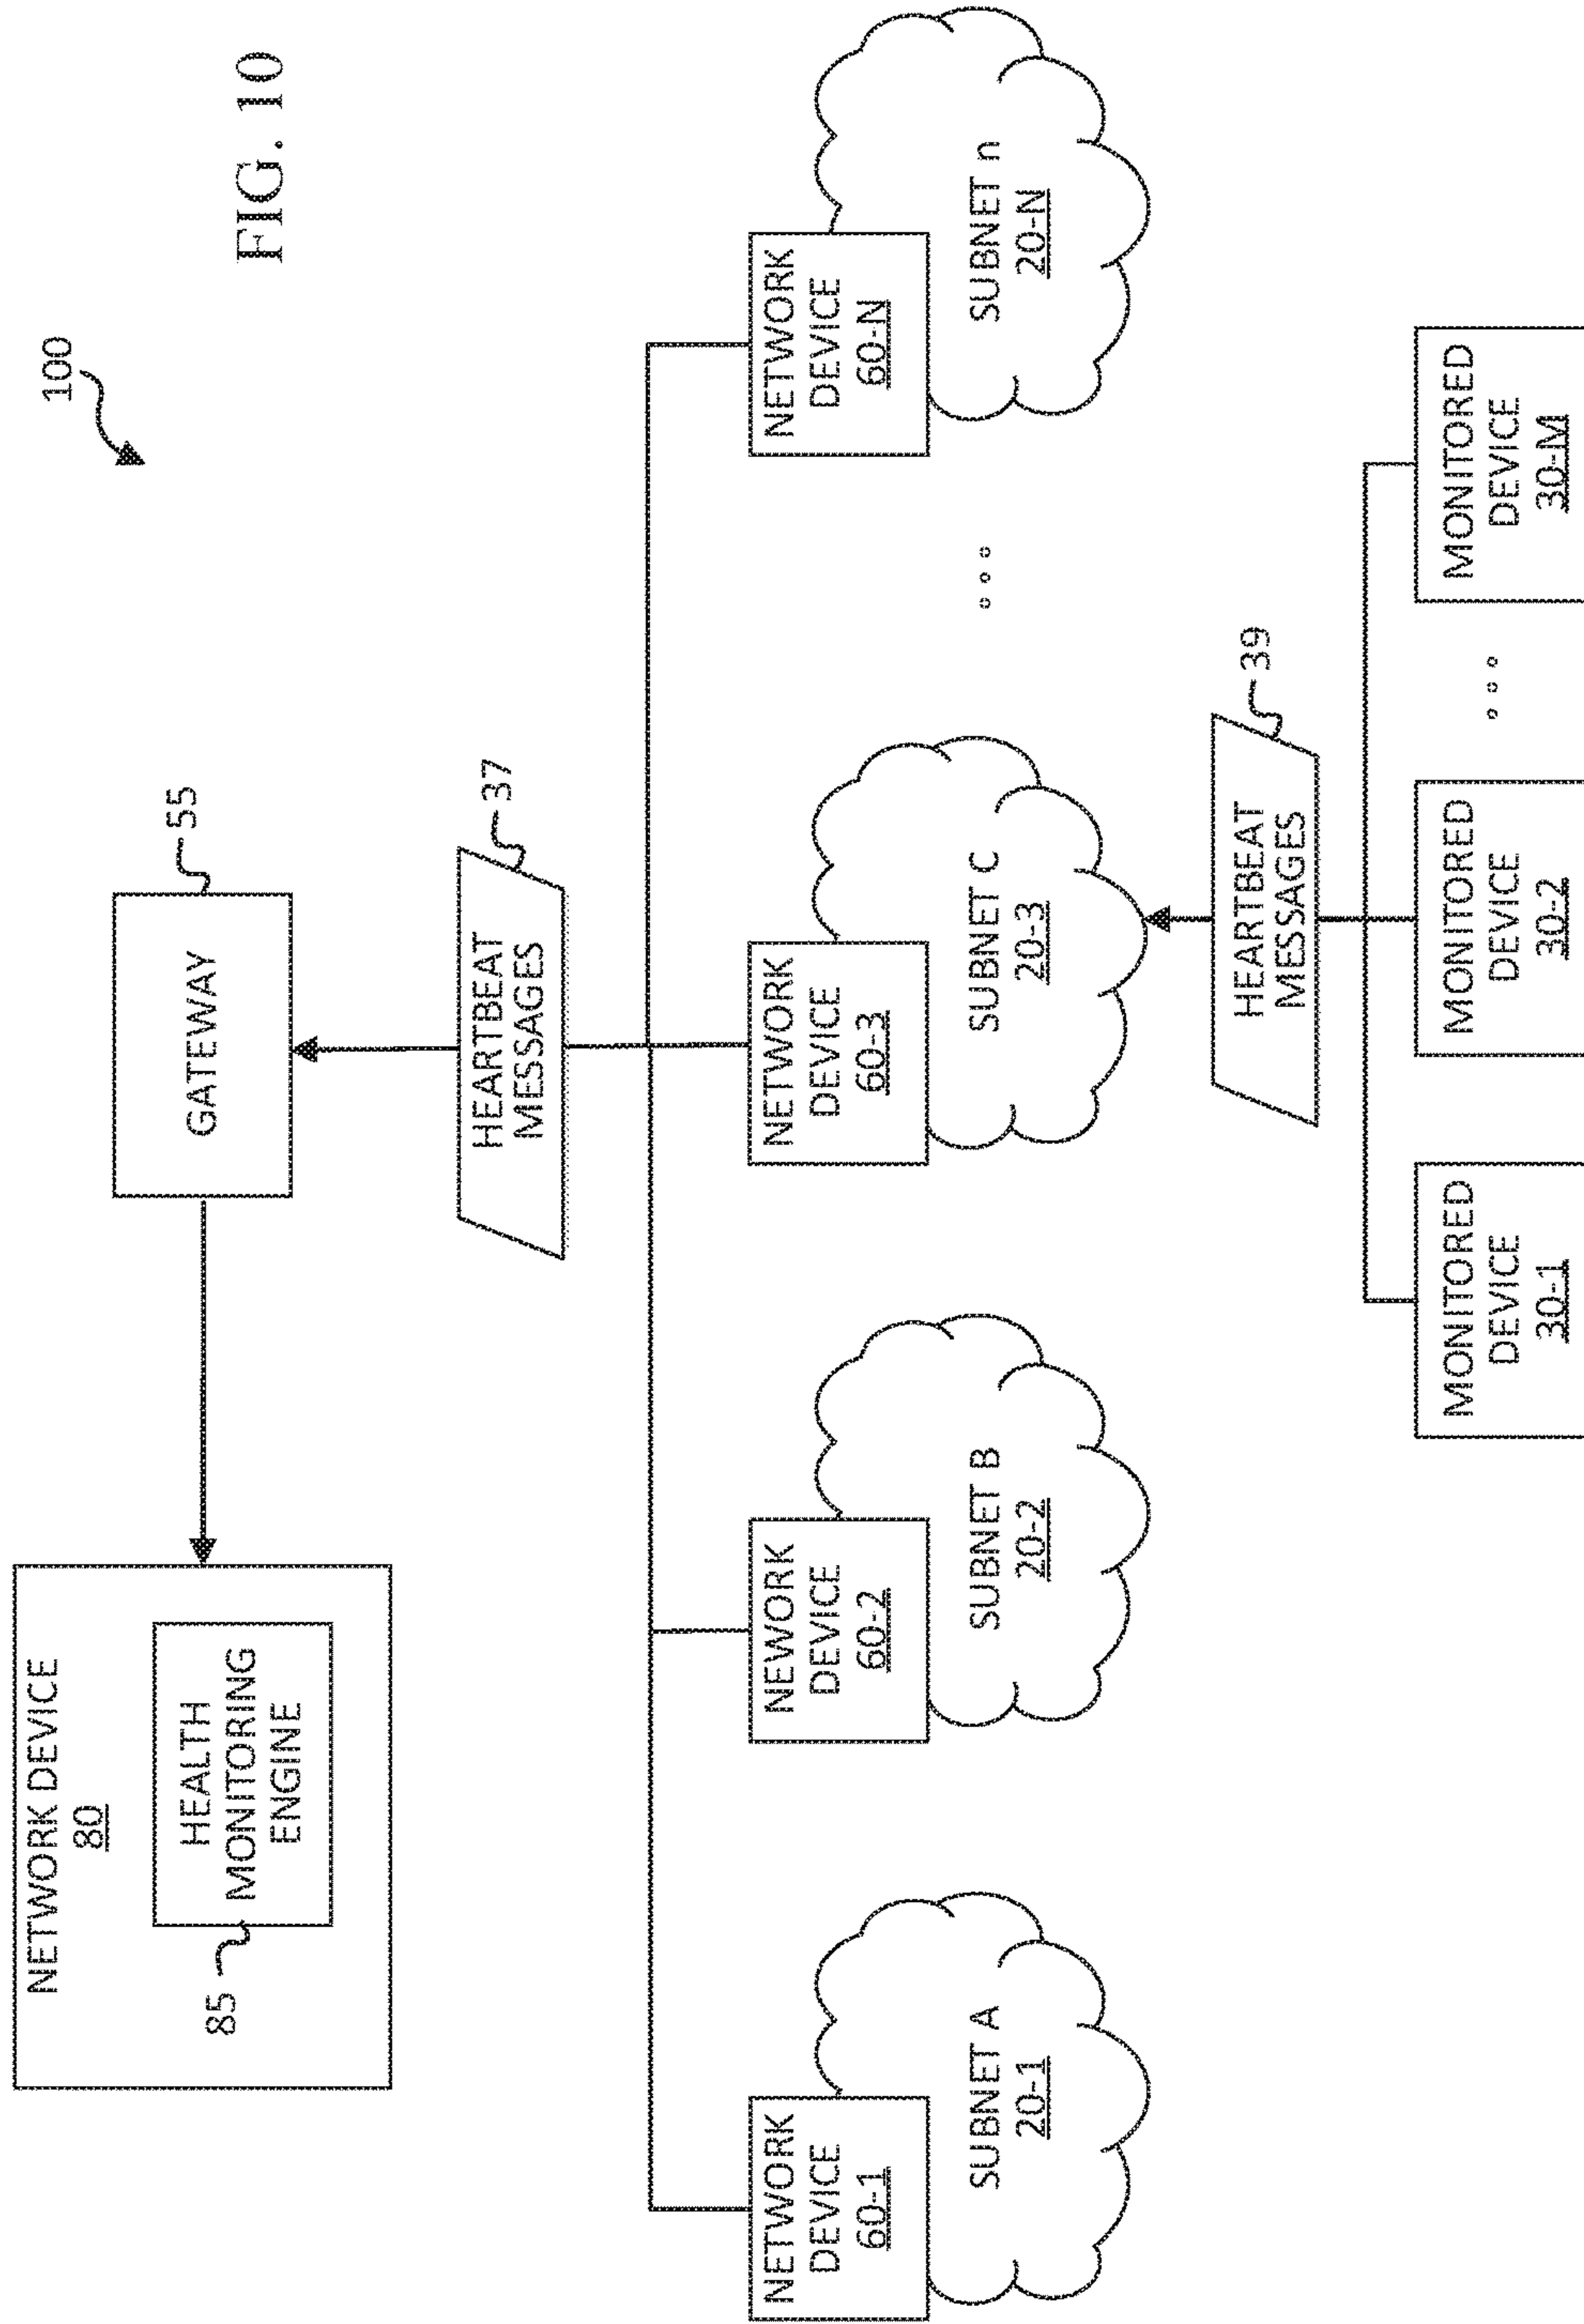 100
FIG. 10
NETWORK DEVICE
80
HEALTH
MONITORING
ENGINE
85
GATEWAY
55
HEARTBEAT
MESSAGES
37
NETWORK
DEVICE
60-1
SUBNET A
20-1
NEWORK
DEVICE
60-2
SUBNET B
20-2
NETWORK
DEVICE
60-3
SUBNET C
20-3
NETWORK
DEVICE
60-N
SUBNET n
20-N
HEARTBEAT
MESSAGES
39
MONITORED
DEVICE
30-1
MONITORED
DEVICE
30-2
MONITORED
DEVICE
30-M